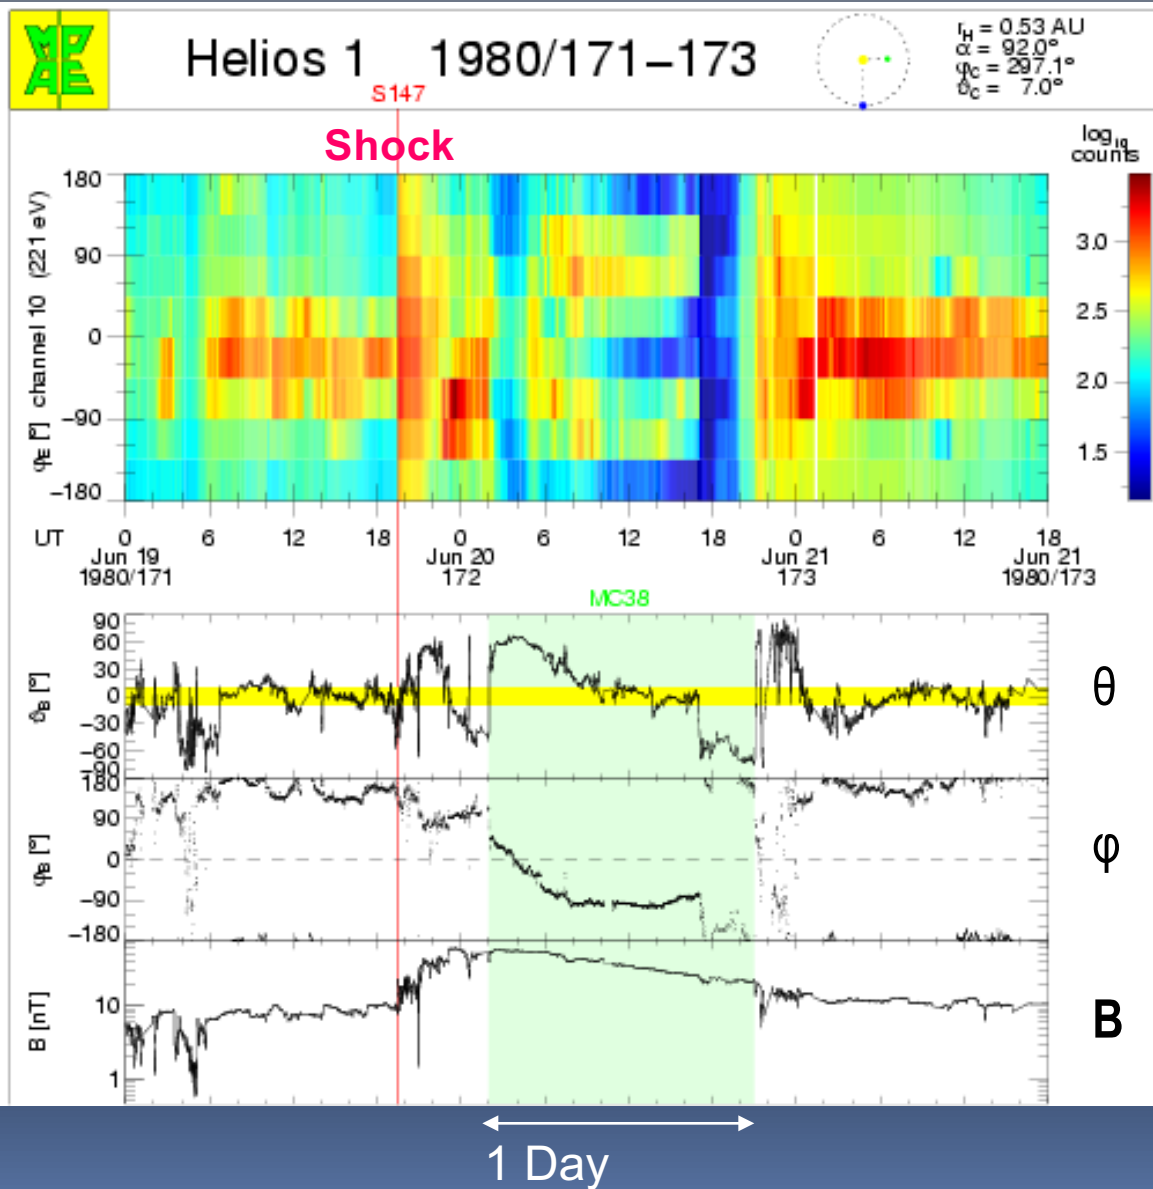 MPAE
Helios 1 1980/171–173
r_H = 0.53 AU
α = 92.0°
φ_C = 297.1°
ϑ_C = 7.0°
S147
Shock
log₁₀
counts
3.0
2.5
2.0
1.5
φ_E [°] channel 10 (221 eV)
180
90
0
−90
−180
UT 0 6 12 18 0 6 12 18 0 6 12 18
Jun 19 Jun 20 Jun 21 Jun 21
1980/171 172 173 1980/173
MC38
ϑ_B [°]
90
60
30
0
−30
−60
−90
θ
φ_B [°]
180
90
0
−90
−180
φ
B [nT]
10
1
B
1 Day